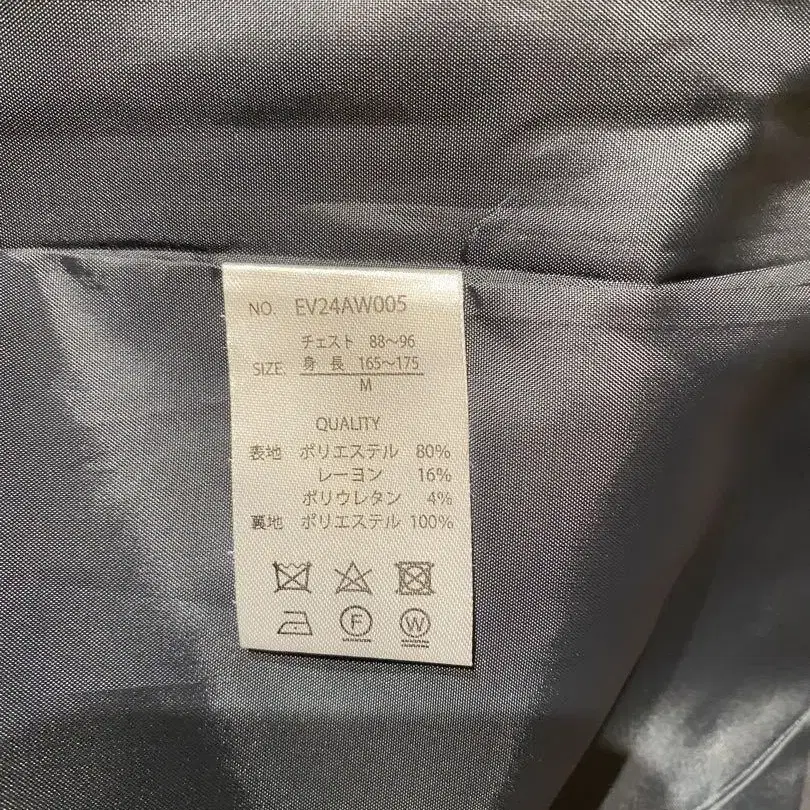 NO. EV24AW005
チェスト 88〜96
SIZE: 身長 165〜175
M
QUALITY
表地 ポリエステル 80%
レーヨン 16%
ポリウレタン 4%
裏地 ポリエステル 100%
F W